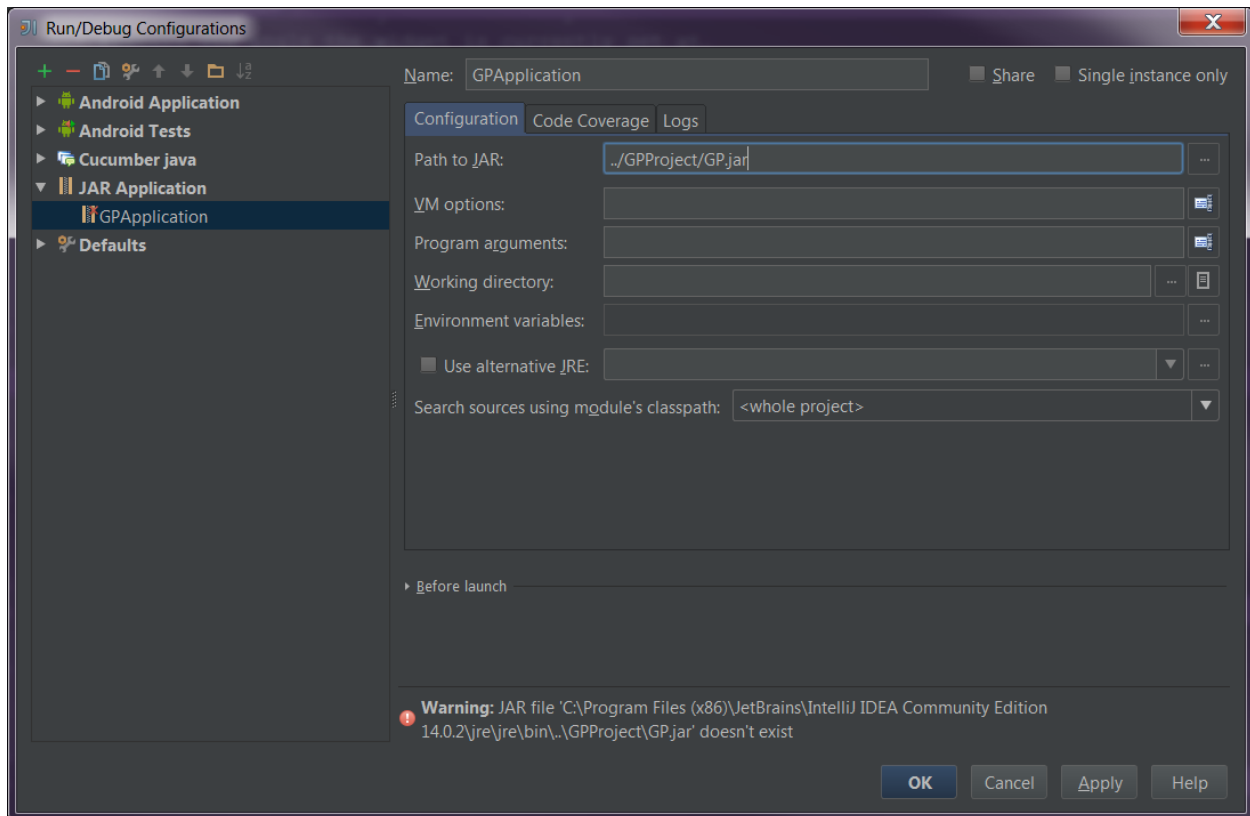 Run/Debug Configurations
Name: GPApplication
Share
Single instance only
Android Application
Android Tests
Cucumber java
JAR Application
GPApplication
Defaults
Configuration
Code Coverage
Logs
Path to JAR: ../GPProject/GP.jar
VM options:
Program arguments:
Working directory:
Environment variables:
Use alternative JRE:
Search sources using module's classpath: <whole project>
Before launch
Warning: JAR file 'C:\Program Files (x86)\JetBrains\IntelliJ IDEA Community Edition
14.0.2\jre\jre\bin\..\GPProject\GP.jar' doesn't exist
OK
Cancel
Apply
Help